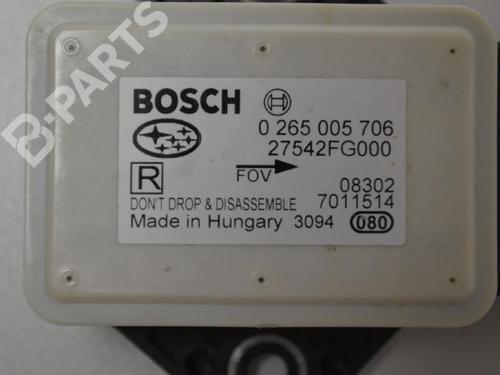 B-PARTS
BOSCH
0 265 005 706
27542FG000
R
FOV
08302
DON'T DROP & DISASSEMBLE 7011514
Made in Hungary 3094 080